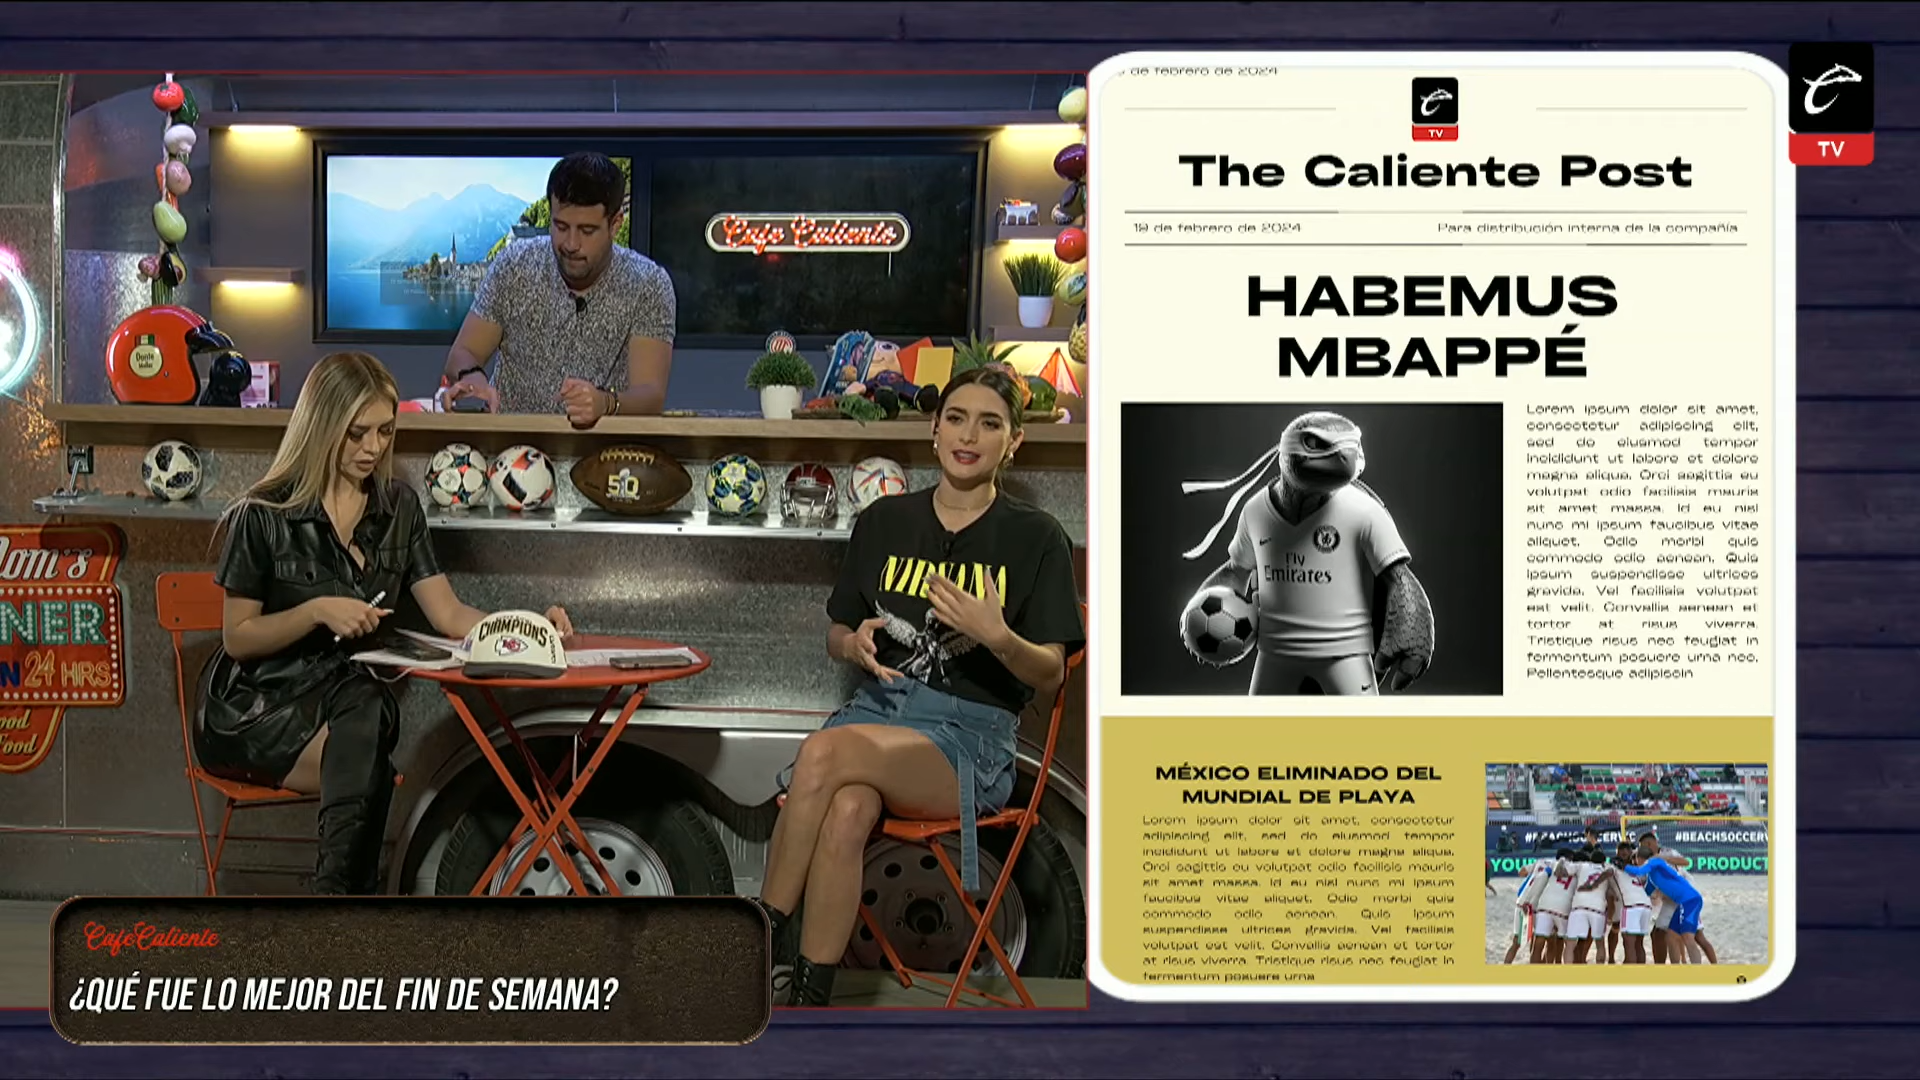 Cafe Caliente
Dom's
NER
N 24 HRS
ood
Food
50
CHAMPIONS
NIRVANA
CafeCaliente
¿QUÉ FUE LO MEJOR DEL FIN DE SEMANA?
de febrero de 2024
TV
The Caliente Post
19 de febrero de 2024
Para distribución interna de la compañía
HABEMUS
MBAPPÉ
Fly
Emirates
Lorem ipsum dolor sit amet,
consectetur adipiscing elit,
sed do eiusmod tempor
incididunt ut labore et dolore
magna aliqua. Orci sagittis eu
volutpat odio facilisis mauris
sit amet massa. Id eu nisl
nunc mi ipsum faucibus vitae
aliquet. Odio morbi quis
commodo odio aenean. Quis
ipsum suspendisse ultrices
gravida. Vel facilisis volutpat
est velit. Convallis aenean et
tortor at risus viverra.
Tristique risus nec feugiat in
fermentum posuere urna nec.
Pellentesque adipiscin
MÉXICO ELIMINADO DEL
MUNDIAL DE PLAYA
Lorem ipsum dolor sit amet, consectetur
adipiscing elit, sed do eiusmod tempor
incididunt ut labore et dolore magna aliqua.
Orci sagittis eu volutpat odio facilisis mauris
sit amet massa. Id eu nisl nunc mi ipsum
faucibus vitae aliquet. Odio morbi quis
commodo odio aenean. Quis ipsum
suspendisse ultrices gravida. Vel facilisis
volutpat est velit. Convallis aenean et tortor
at risus viverra. Tristique risus nec feugiat in
fermentum posuere urna
#BEACHSOCCERWC
#BEACHSOCCERW
YOU
PRODUCT
TV